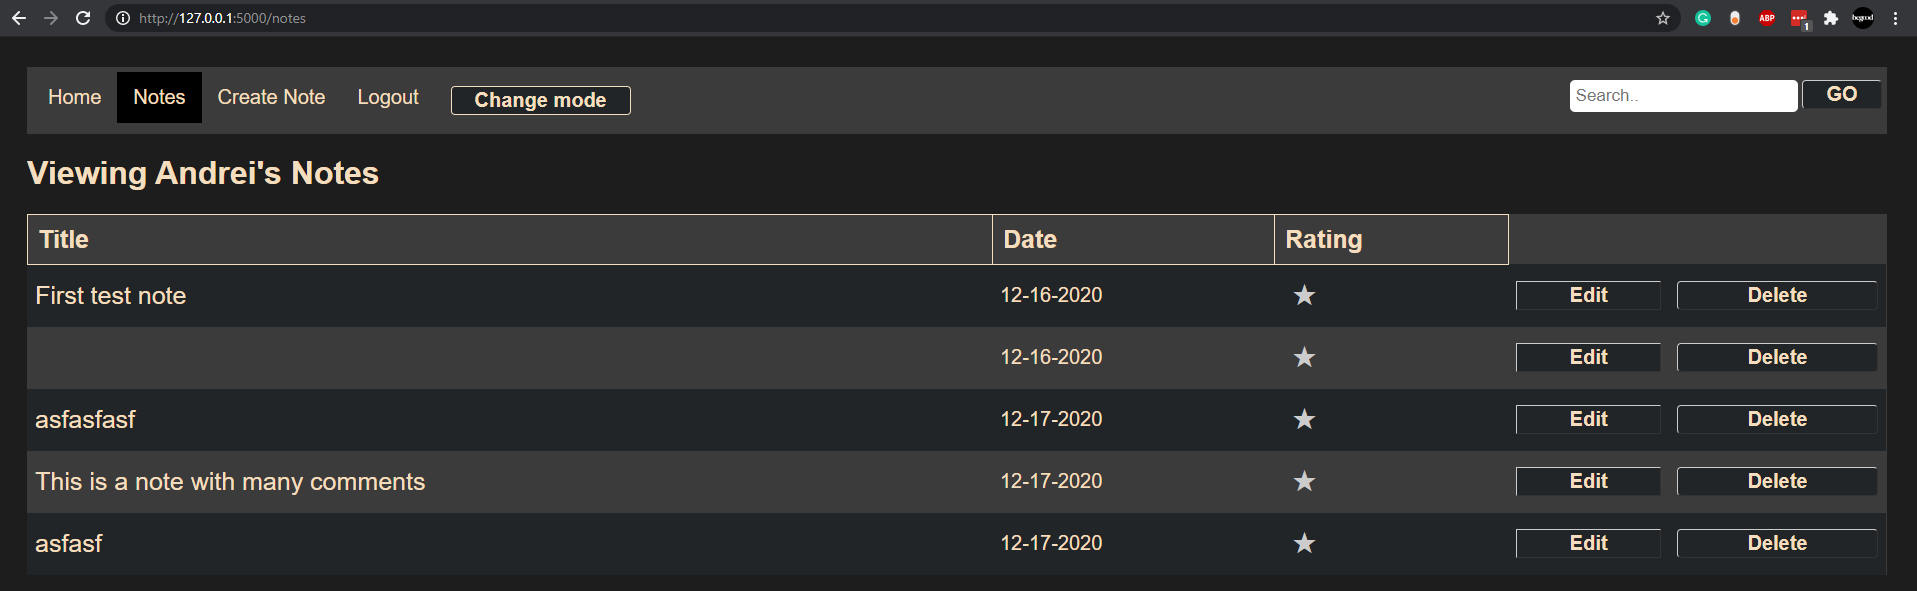 http://127.0.0.1:5000/notes
ABP
1
Home Notes Create Note Logout Change mode Search.. GO
Viewing Andrei's Notes
Title Date Rating
First test note 12-16-2020 ★ Edit Delete
12-16-2020 ★ Edit Delete
asfasfasf 12-17-2020 ★ Edit Delete
This is a note with many comments 12-17-2020 ★ Edit Delete
asfasf 12-17-2020 ★ Edit Delete